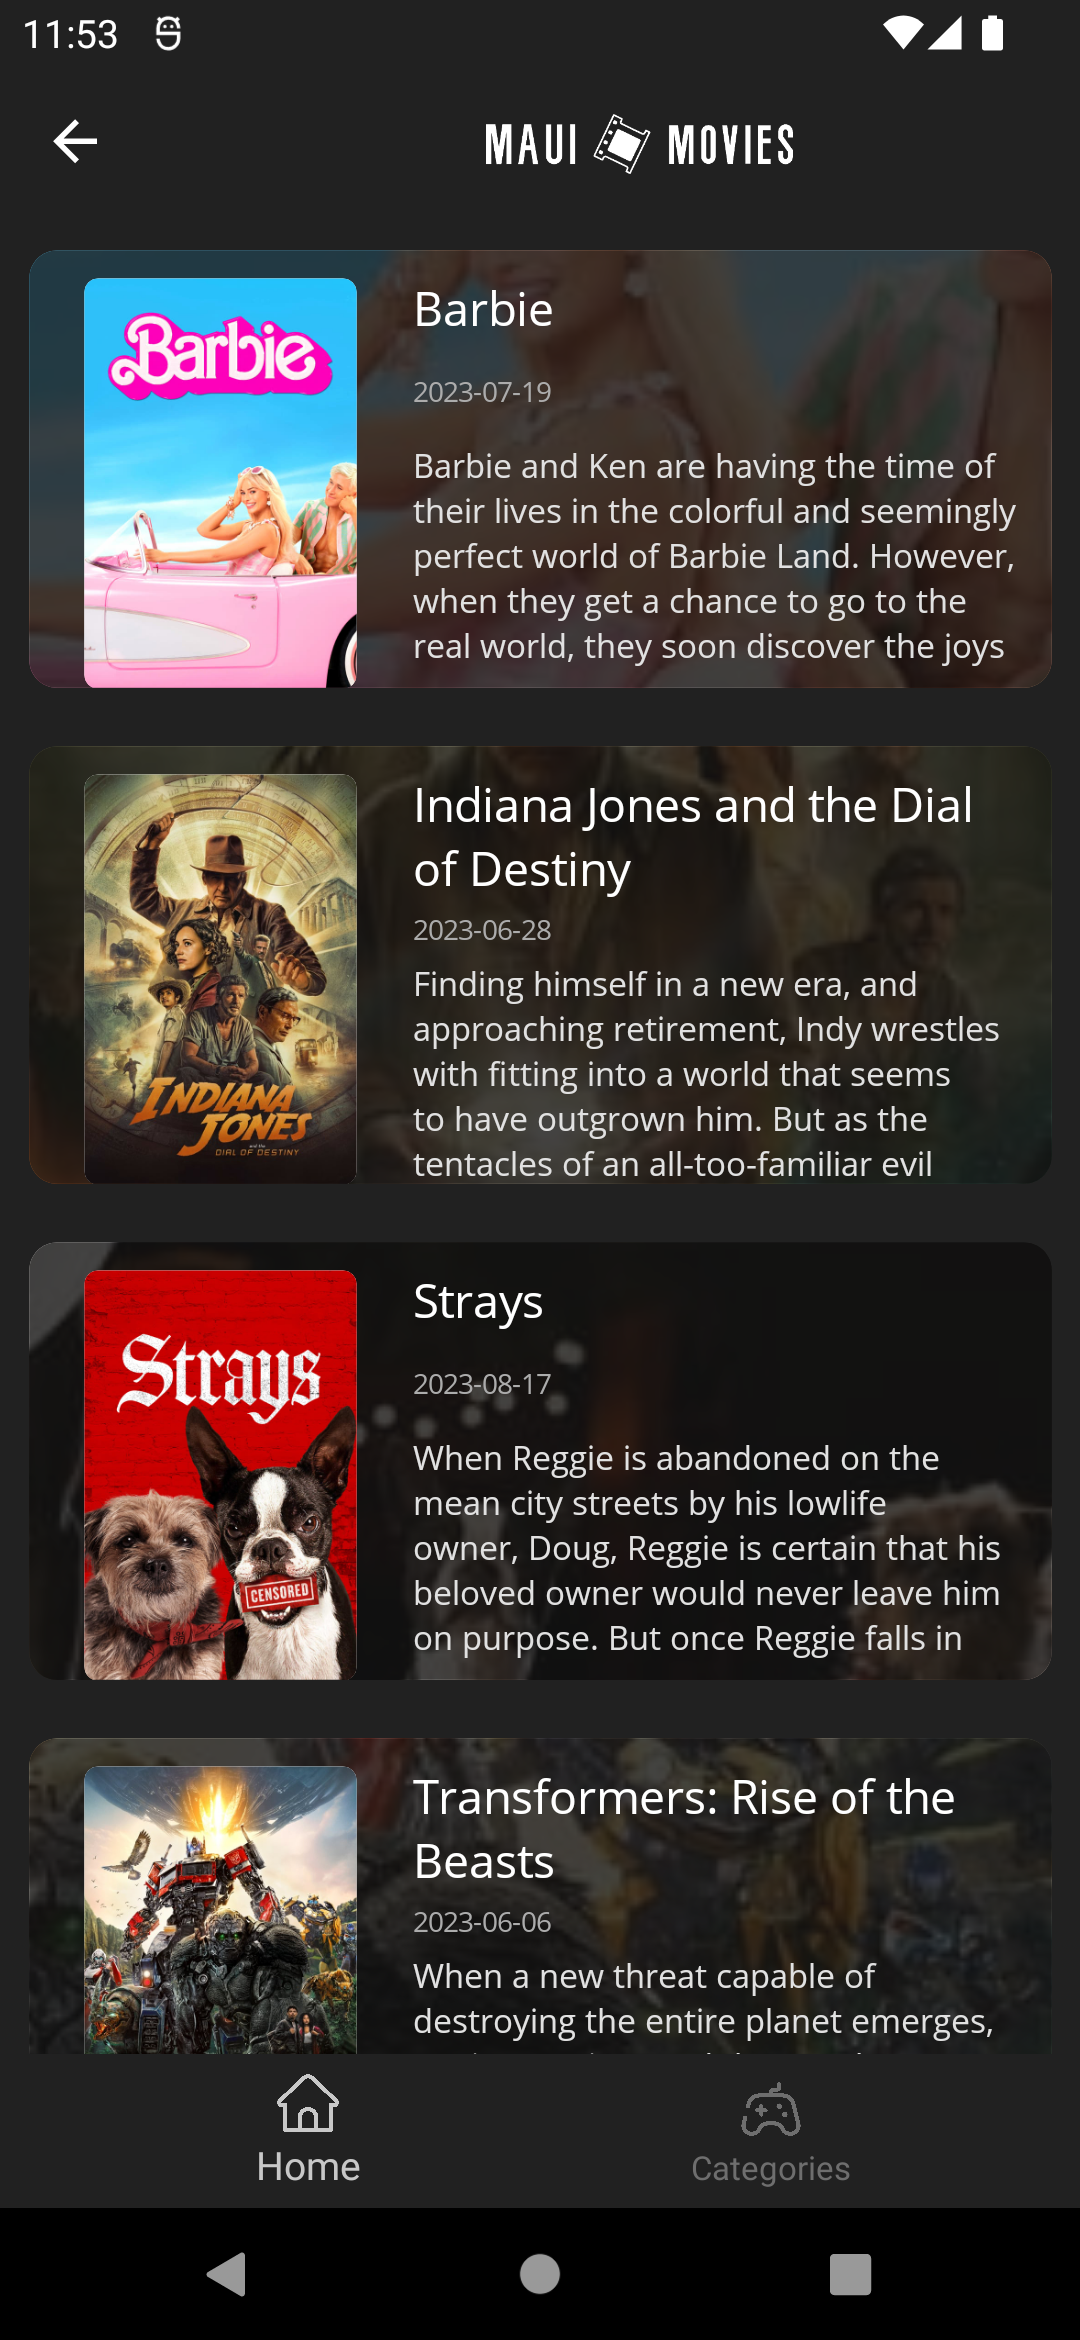 11:53
MAUI MOVIES
Barbie
Barbie
2023-07-19
Barbie and Ken are having the time of
their lives in the colorful and seemingly
perfect world of Barbie Land. However,
when they get a chance to go to the
real world, they soon discover the joys
INDIANA
JONES
and the
DIAL OF DESTINY
Indiana Jones and the Dial
of Destiny
2023-06-28
Finding himself in a new era, and
approaching retirement, Indy wrestles
with fitting into a world that seems
to have outgrown him. But as the
tentacles of an all-too-familiar evil
Strays
CENSORED
Strays
2023-08-17
When Reggie is abandoned on the
mean city streets by his lowlife
owner, Doug, Reggie is certain that his
beloved owner would never leave him
on purpose. But once Reggie falls in
Transformers: Rise of the
Beasts
2023-06-06
When a new threat capable of
destroying the entire planet emerges,
Home
Categories